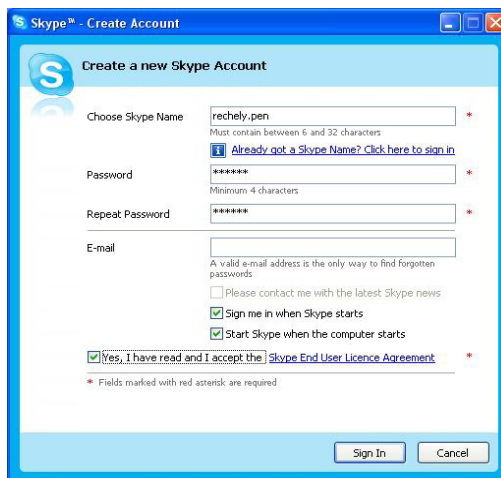 Skype™ - Create Account
Create a new Skype Account
Choose Skype Name
rechely.pen
*
Must contain between 6 and 32 characters
Already got a Skype Name? Click here to sign in
Password
******
*
Minimum 4 characters
Repeat Password
******
*
E-mail
A valid e-mail address is the only way to find forgotten
passwords
Please contact me with the latest Skype news
Sign me in when Skype starts
Start Skype when the computer starts
Yes, I have read and I accept the Skype End User Licence Agreement *
* Fields marked with red asterisk are required
Sign In
Cancel